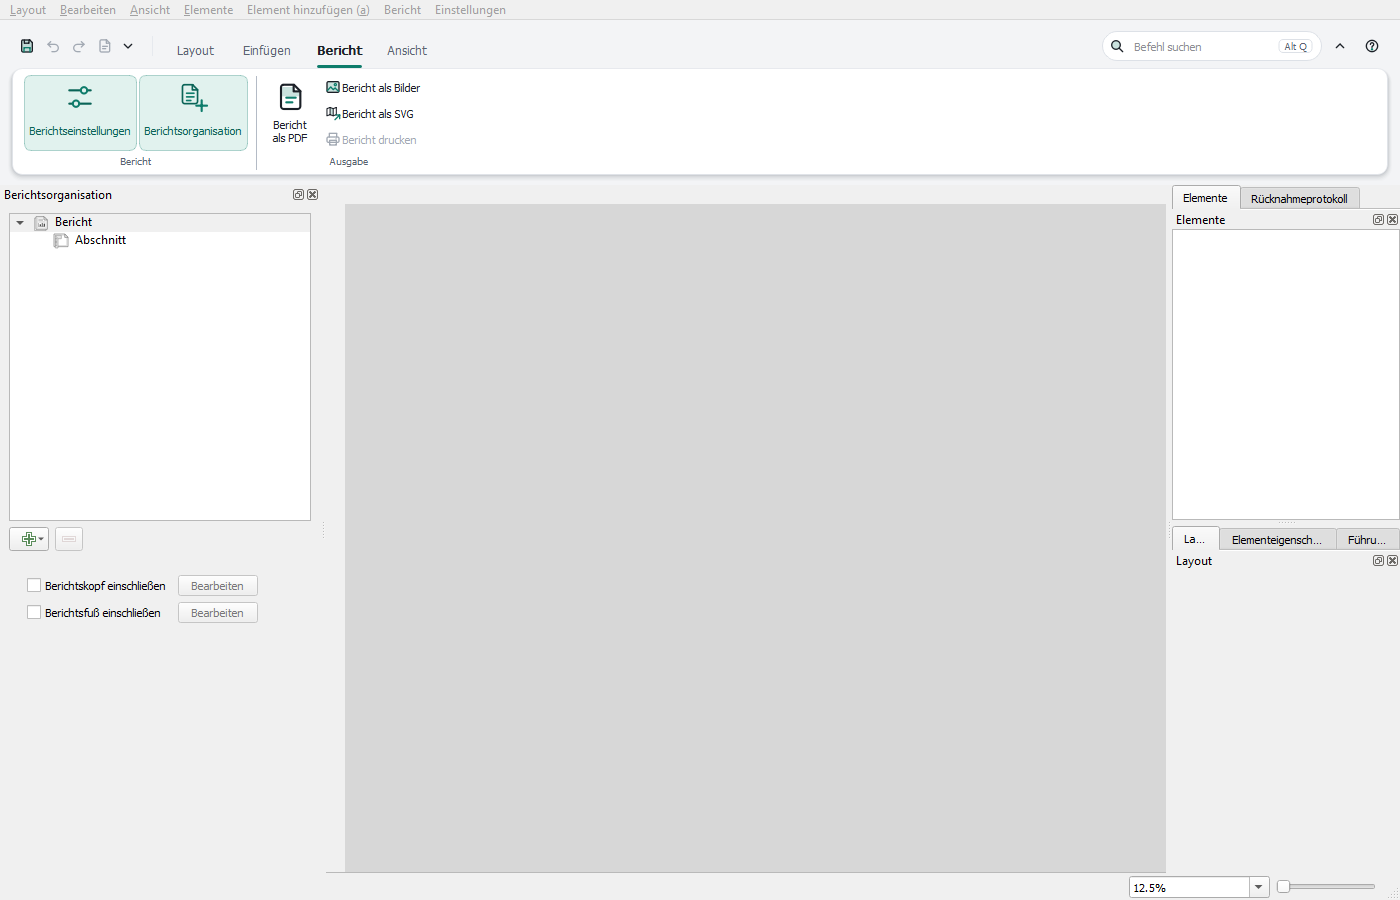 Layout Bearbeiten Ansicht Elemente Element hinzufügen (a) Bericht Einstellungen
Layout Einfügen Bericht Ansicht
Befehl suchen Alt Q
Berichtseinstellungen
Berichtsorganisation
Bericht
Bericht
als PDF
Bericht als Bilder
Bericht als SVG
Bericht drucken
Ausgabe
Berichtsorganisation
Bericht
Abschnitt
Berichtskopf einschließen Bearbeiten
Berichtsfuß einschließen Bearbeiten
Elemente Rücknahmeprotokoll
Elemente
La... Elementeigensch... Führu...
Layout
12.5%